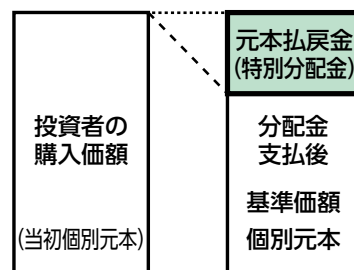 投資者の
購入価額
(当初個別元本)
元本払戻金
(特別分配金)
分配金
支払後
基準価額
個別元本